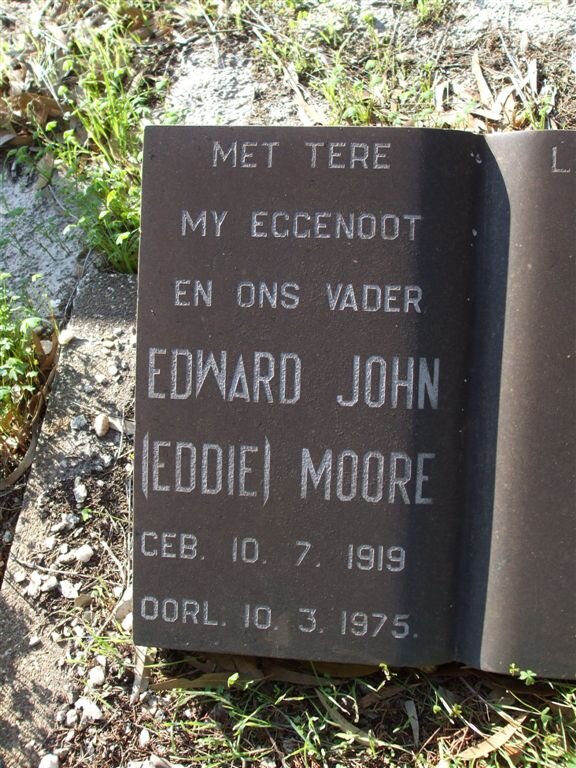 MET TERE
MY EGGENOOT
EN ONS VADER
EDWARD JOHN
(EDDIE) MOORE
GEB. 10. 7. 1919
OORL. 10. 3. 1975.
L